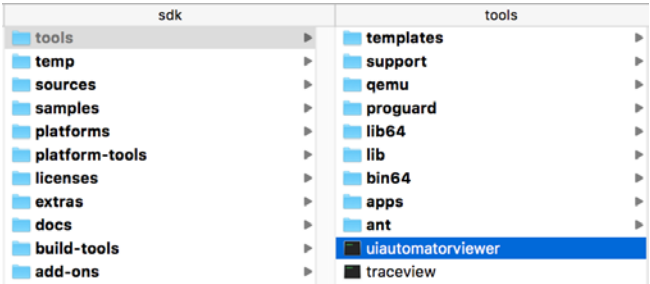 sdk
tools
temp
sources
samples
platforms
platform-tools
licenses
extras
docs
build-tools
add-ons
tools
templates
support
qemu
proguard
lib64
lib
bin64
apps
ant
uiautomatorviewer
traceview